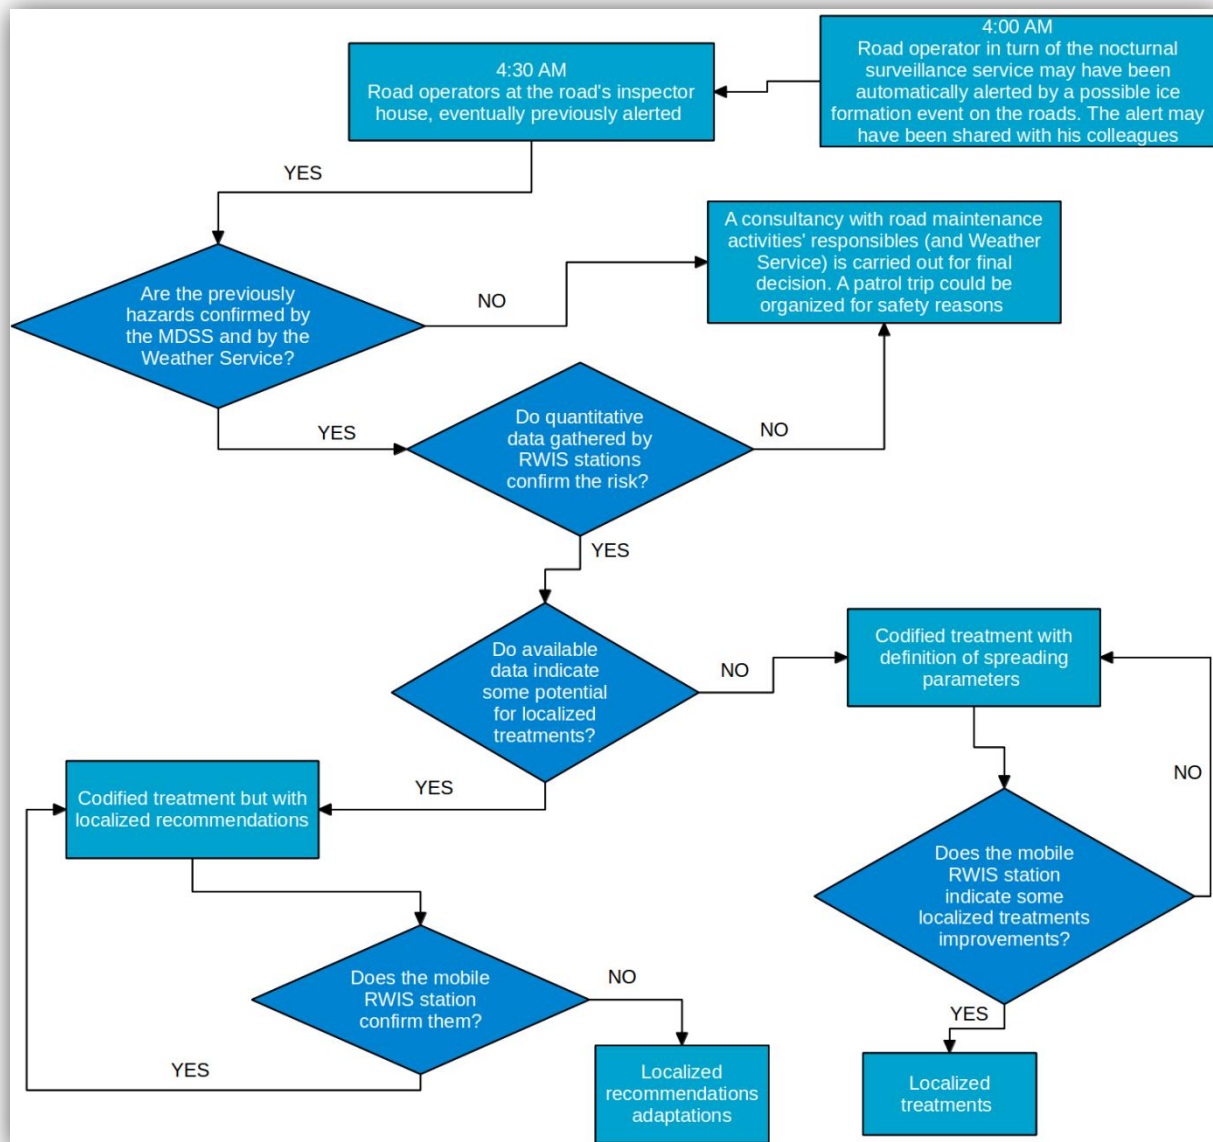 4:00 AM
Road operator in turn of the nocturnal
surveillance service may have been
automatically alerted by a possible ice
formation event on the roads. The alert may
have been shared with his colleagues
4:30 AM
Road operators at the road's inspector
house, eventually previously alerted
YES
Are the previously
hazards confirmed by
the MDSS and by the
Weather Service?
NO
A consultancy with road maintenance
activities' responsibles (and Weather
Service) is carried out for final
decision. A patrol trip could be
organized for safety reasons
YES
Do quantitative
data gathered by
RWIS stations
confirm the risk?
NO
YES
Do available
data indicate
some potential
for localized
treatments?
NO
Codified treatment with
definition of spreading
parameters
YES
Codified treatment but with
localized recommendations
NO
Does the mobile
RWIS station
indicate some
localized treatments
improvements?
Does the mobile
RWIS station
confirm them?
NO
YES
YES
Localized
recommendations
adaptations
Localized
treatments